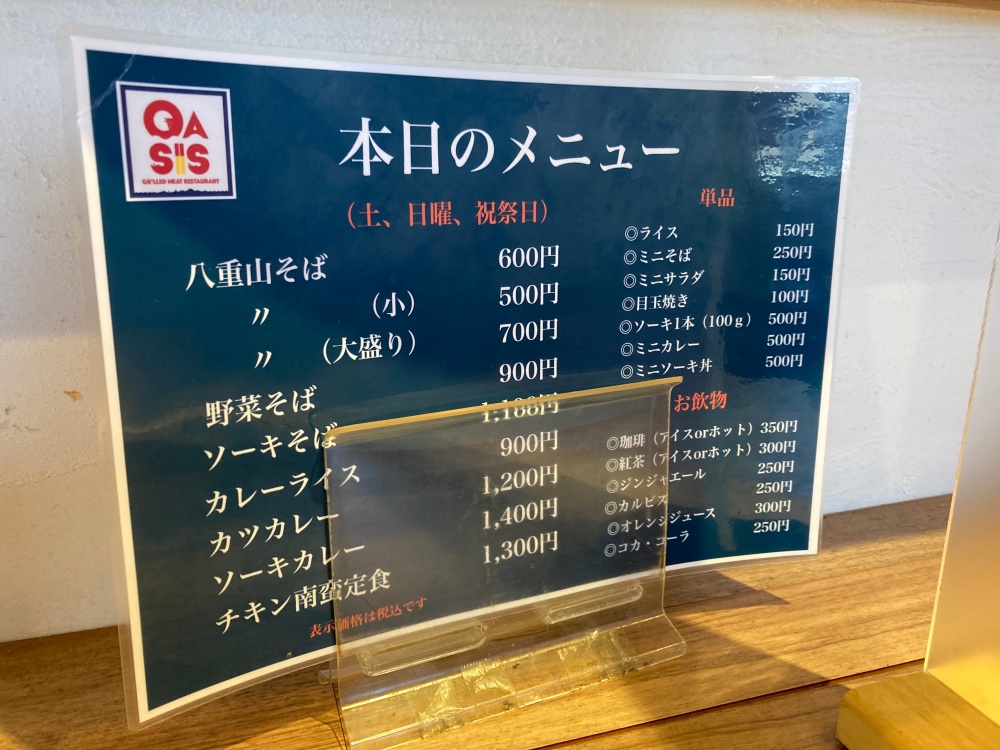 OASIS
GRILLED MEAT RESTAURANT
本日のメニュー
(土、日曜、祝祭日)
八重山そば 600円
〃 (小) 500円
〃 (大盛り) 700円
野菜そば 900円
ソーキそば
カレーライス 900円
カツカレー 1,200円
ソーキカレー 1,400円
チキン南蛮定食 1,300円
表示価格は税込です
単品
◎ライス 150円
◎ミニそば 250円
◎ミニサラダ 150円
◎目玉焼き 100円
◎ソーキ1本(100g) 500円
◎ミニカレー 500円
◎ミニソーキ丼 500円
お飲物
◎珈琲(アイスorホット) 350円
◎紅茶(アイスorホット) 300円
◎ジンジャエール 250円
◎カルピス 250円
◎オレンジジュース 300円
◎コカ・コーラ 250円